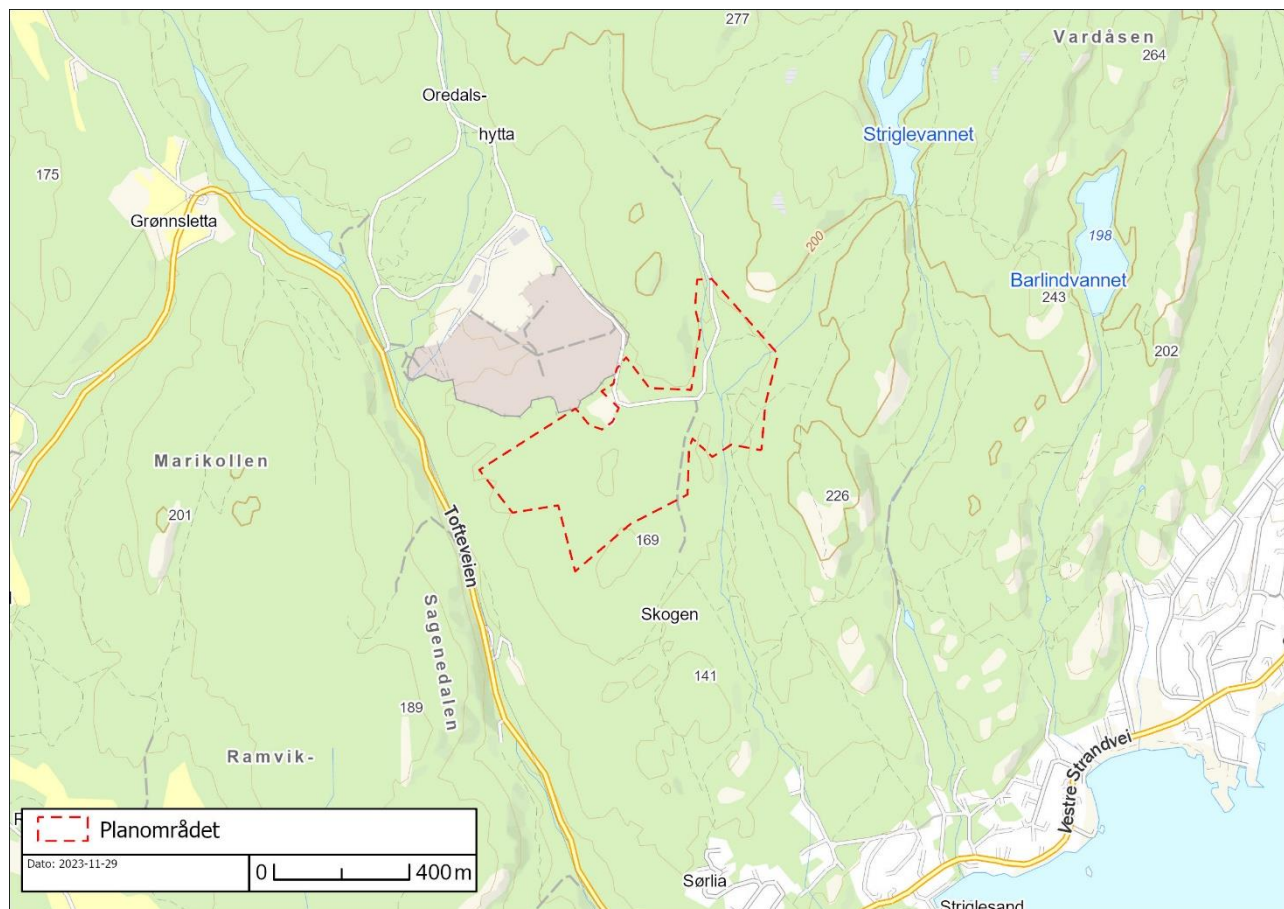 277
Vardåsen
264
Oredals-
hytta
Striglevannet
175
Grønnsletta
198
200
Barlindvannet
243
202
Marikollen
201
226
Tofteveien
169
Skogen
Sagenedalen
141
189
Ramvik-
Vestre Strandvei
R
Planområdet
Dato: 2023-11-29
0 400 m
Sørlia
Striglesand